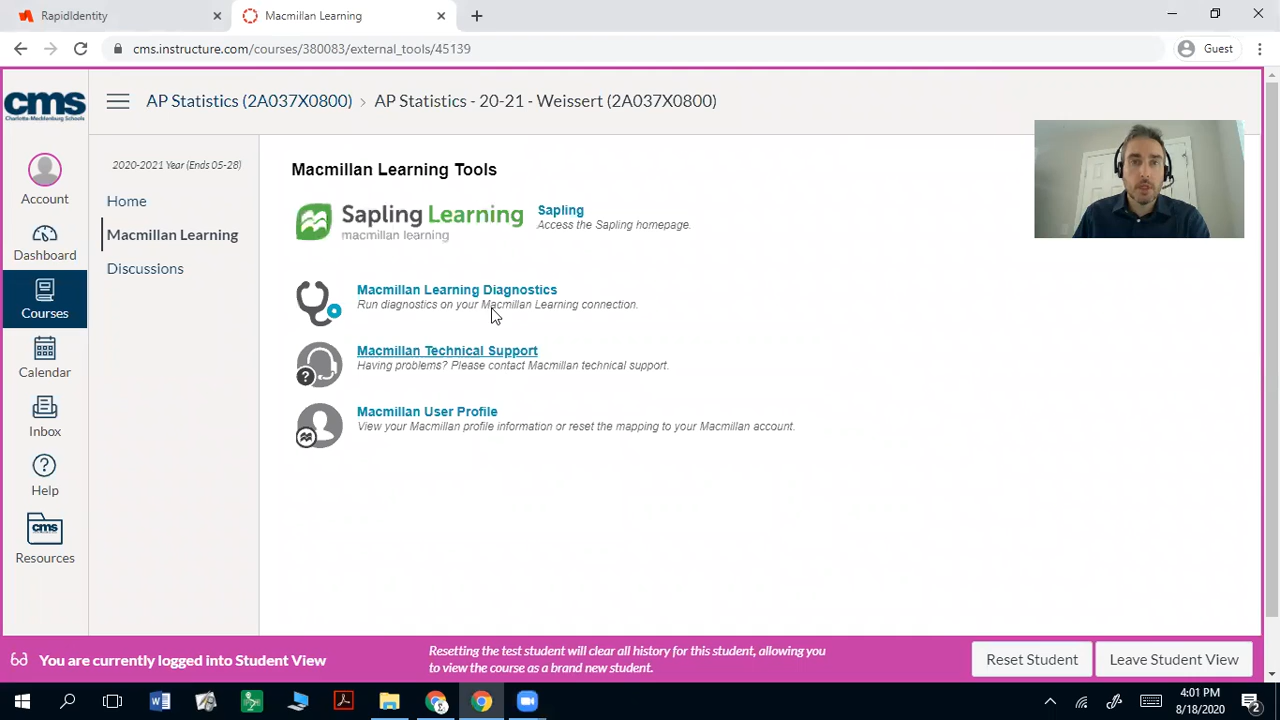 RapidIdentity
Macmillan Learning
cms.instructure.com/courses/380083/external_tools/45139
Guest
cms
Charlotte-Mecklenburg Schools
AP Statistics (2A037X0800) › AP Statistics - 20-21 - Weissert (2A037X0800)
Account
Dashboard
Courses
Calendar
Inbox
Help
cms
Resources
2020-2021 Year (Ends 05-28)
Home
Macmillan Learning
Discussions
Macmillan Learning Tools
Sapling Learning
macmillan learning
Sapling
Access the Sapling homepage.
Macmillan Learning Diagnostics
Run diagnostics on your Macmillan Learning connection.
Macmillan Technical Support
Having problems? Please contact Macmillan technical support.
Macmillan User Profile
View your Macmillan profile information or reset the mapping to your Macmillan account.
You are currently logged into Student View
Resetting the test student will clear all history for this student, allowing you
to view the course as a brand new student.
Reset Student
Leave Student View
4:01 PM
8/18/2020
2